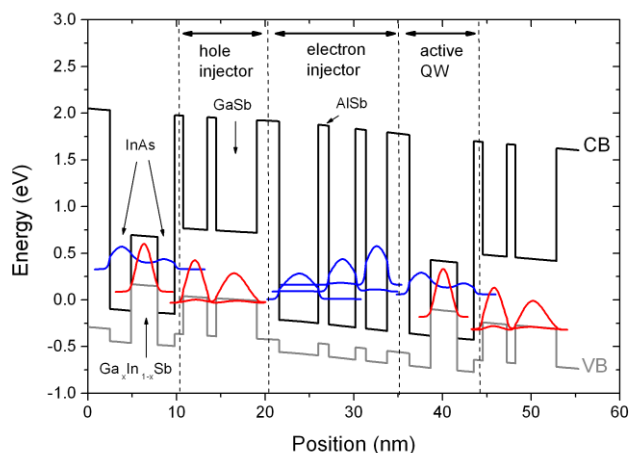 3.0
2.5
2.0
1.5
1.0
0.5
0.0
-0.5
-1.0
Energy (eV)
hole
injector
electron
injector
active
QW
GaSb
AlSb
InAs
CB
VB
GaxIn1-xSb
0 10 20 30 40 50 60
Position (nm)